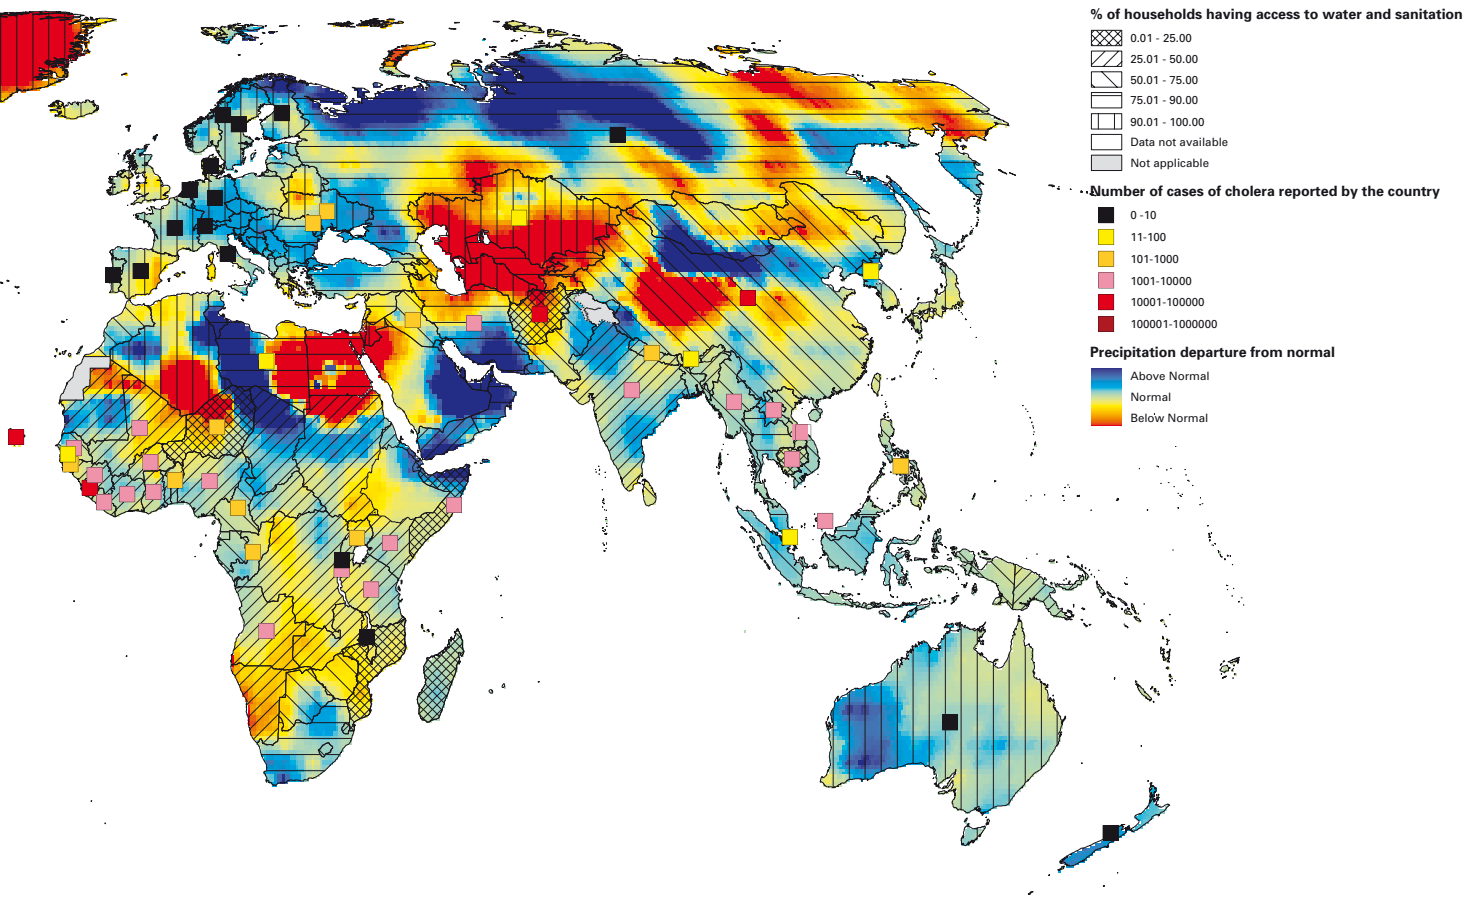 % of households having access to water and sanitation
0.01 - 25.00
25.01 - 50.00
50.01 - 75.00
75.01 - 90.00
90.01 - 100.00
Data not available
Not applicable
Number of cases of cholera reported by the country
0 -10
11-100
101-1000
1001-10000
10001-100000
100001-1000000
Precipitation departure from normal
Above Normal
Normal
Below Normal